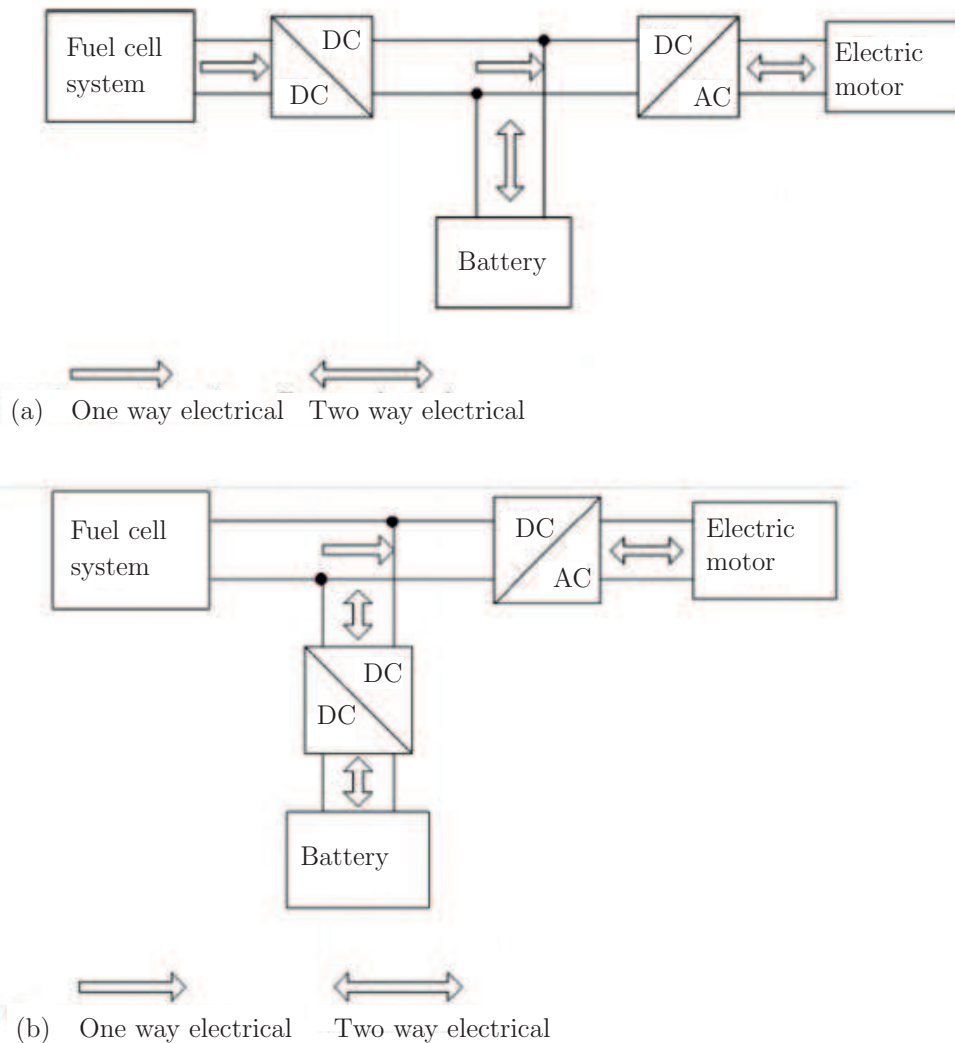 Fuel cell
system
DC
DC
DC
AC
Electric
motor
Battery
(a) One way electrical Two way electrical
Fuel cell
system
DC
AC
Electric
motor
DC
DC
Battery
(b) One way electrical Two way electrical